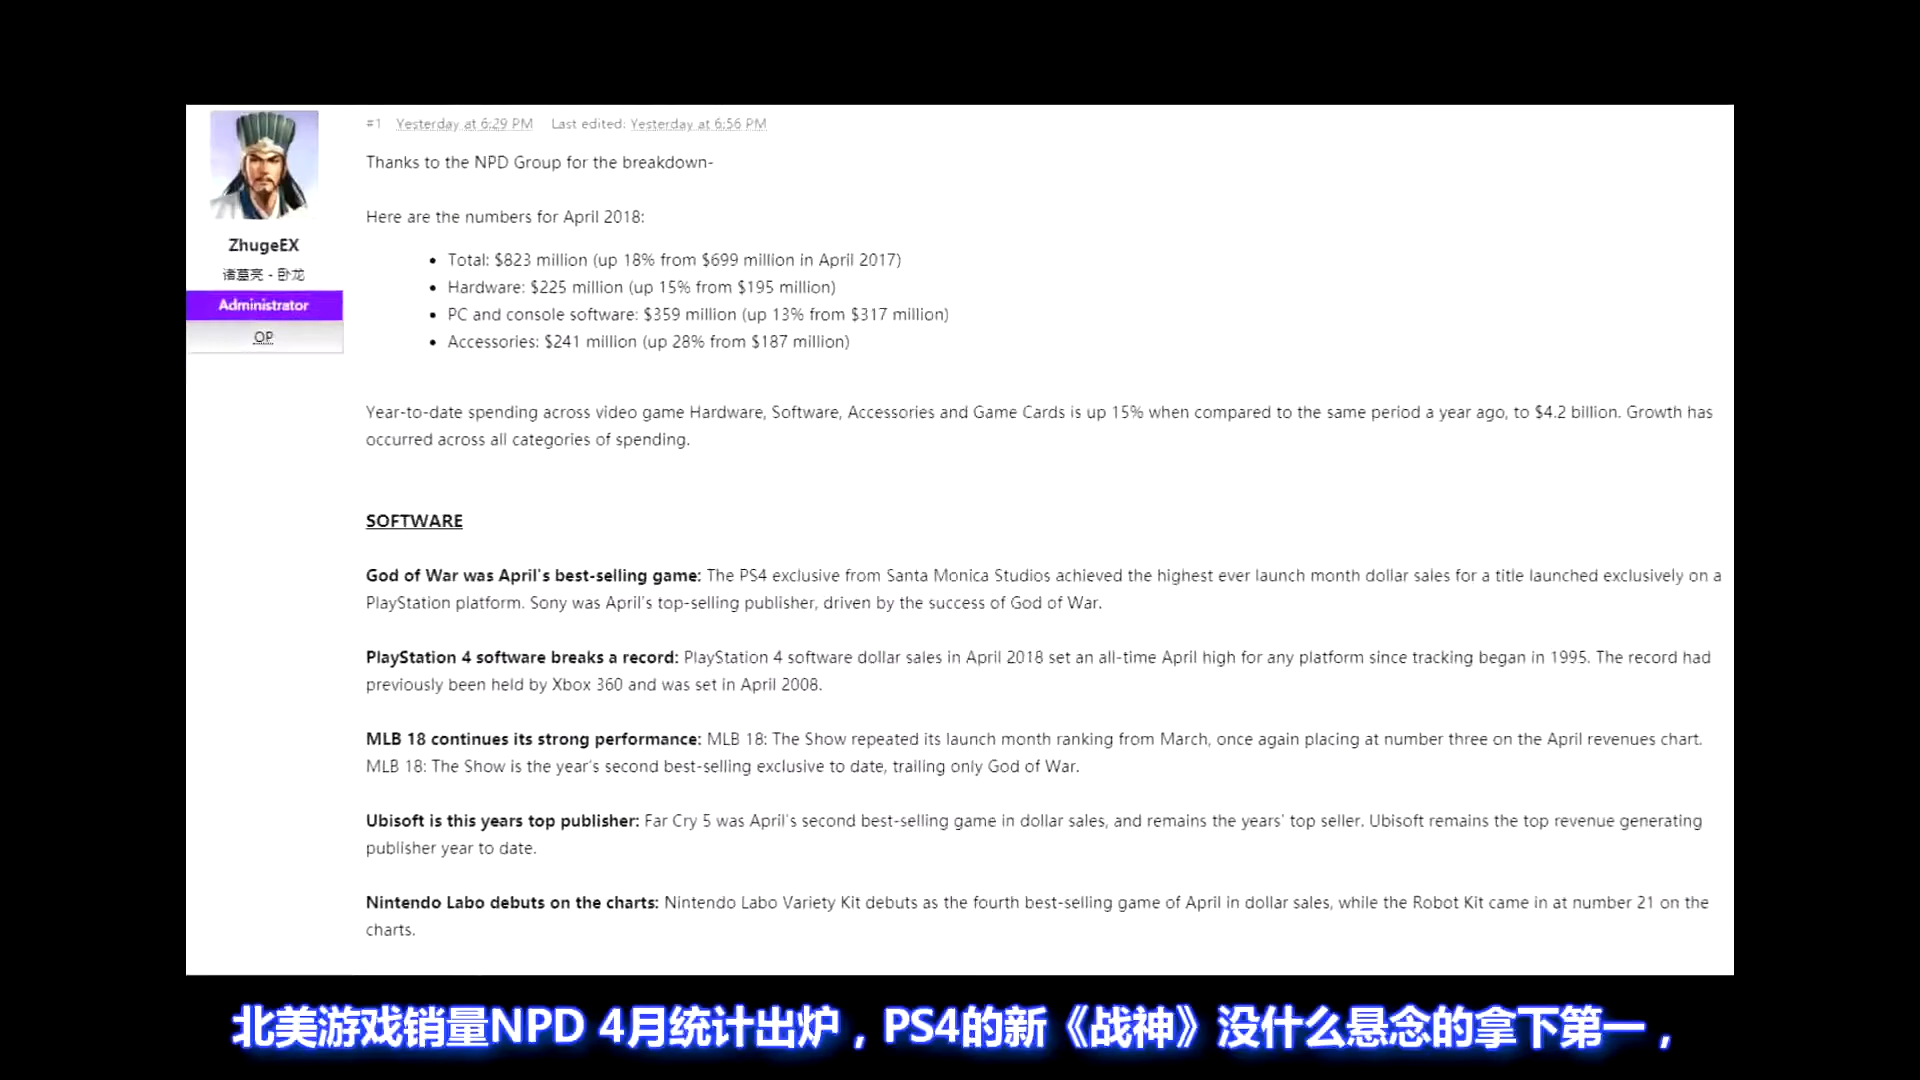 #1 Yesterday at 6:29 PM Last edited: Yesterday at 6:56 PM
Thanks to the NPD Group for the breakdown-
Here are the numbers for April 2018:
• Total: $823 million (up 18% from $699 million in April 2017)
• Hardware: $225 million (up 15% from $195 million)
• PC and console software: $359 million (up 13% from $317 million)
• Accessories: $241 million (up 28% from $187 million)
ZhugeEX
诸葛亮 - 卧龙
Administrator
OP
Year-to-date spending across video game Hardware, Software, Accessories and Game Cards is up 15% when compared to the same period a year ago, to $4.2 billion. Growth has
occurred across all categories of spending.
SOFTWARE
God of War was April's best-selling game: The PS4 exclusive from Santa Monica Studios achieved the highest ever launch month dollar sales for a title launched exclusively on a
PlayStation platform. Sony was April's top-selling publisher, driven by the success of God of War.
PlayStation 4 software breaks a record: PlayStation 4 software dollar sales in April 2018 set an all-time April high for any platform since tracking began in 1995. The record had
previously been held by Xbox 360 and was set in April 2008.
MLB 18 continues its strong performance: MLB 18: The Show repeated its launch month ranking from March, once again placing at number three on the April revenues chart.
MLB 18: The Show is the year's second best-selling exclusive to date, trailing only God of War.
Ubisoft is this years top publisher: Far Cry 5 was April's second best-selling game in dollar sales, and remains the years' top seller. Ubisoft remains the top revenue generating
publisher year to date.
Nintendo Labo debuts on the charts: Nintendo Labo Variety Kit debuts as the fourth best-selling game of April in dollar sales, while the Robot Kit came in at number 21 on the
charts.
北美游戏销量NPD 4月统计出炉，PS4的新《战神》没什么悬念的拿下第一，